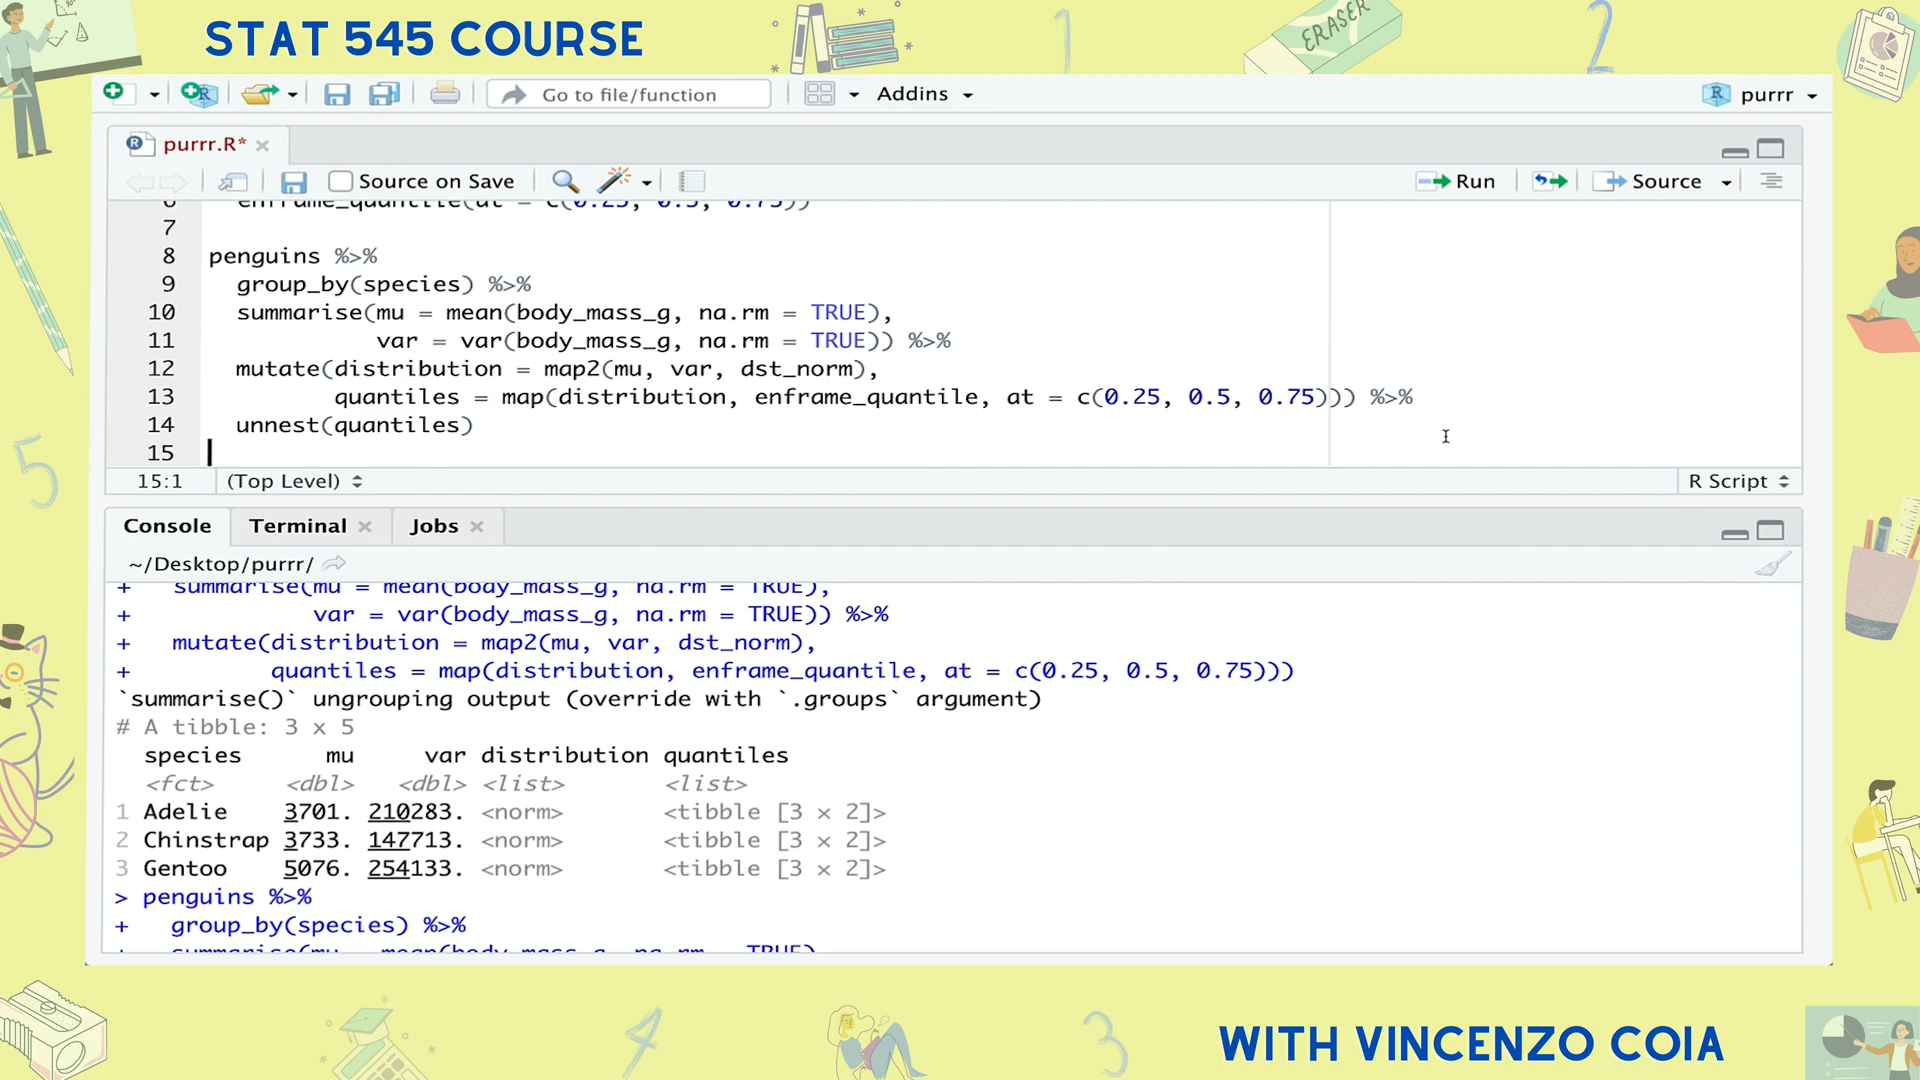 STAT 545 COURSE
ERASER
Go to file/function
Addins
purrr
purrr.R*
Source on Save
Run
Source
6 enframe_quantile(at = c(0.25, 0.5, 0.75))
7
8 penguins %>%
9 group_by(species) %>%
10 summarise(mu = mean(body_mass_g, na.rm = TRUE),
11 var = var(body_mass_g, na.rm = TRUE)) %>%
12 mutate(distribution = map2(mu, var, dst_norm),
13 quantiles = map(distribution, enframe_quantile, at = c(0.25, 0.5, 0.75))) %>%
14 unnest(quantiles)
15
15:1 (Top Level) R Script
Console Terminal Jobs
~/Desktop/purrr/
+ summarise(mu = mean(body_mass_g, na.rm = TRUE),
+ var = var(body_mass_g, na.rm = TRUE)) %>%
+ mutate(distribution = map2(mu, var, dst_norm),
+ quantiles = map(distribution, enframe_quantile, at = c(0.25, 0.5, 0.75)))
`summarise()` ungrouping output (override with `.groups` argument)
# A tibble: 3 x 5
species mu var distribution quantiles
<fct> <dbl> <dbl> <list> <list>
1 Adelie 3701. 210283. <norm> <tibble [3 × 2]>
2 Chinstrap 3733. 147713. <norm> <tibble [3 × 2]>
3 Gentoo 5076. 254133. <norm> <tibble [3 × 2]>
> penguins %>%
+ group_by(species) %>%
+ summarise(mu = mean(body_mass_g, na.rm = TRUE),
WITH VINCENZO COIA
1
2
5
4
3